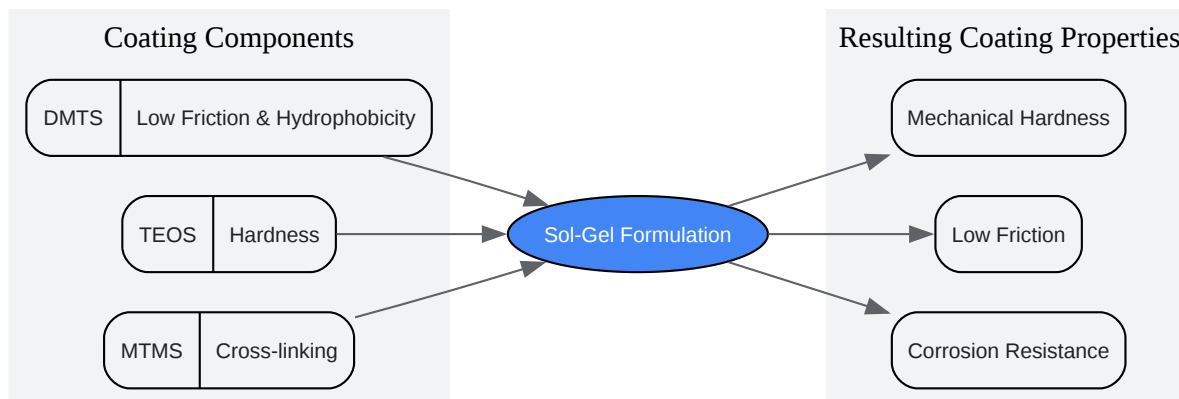 Coating Components
DMTS
Low Friction & Hydrophobicity
TEOS
Hardness
MTMS
Cross-linking
Sol-Gel Formulation
Resulting Coating Properties
Mechanical Hardness
Low Friction
Corrosion Resistance